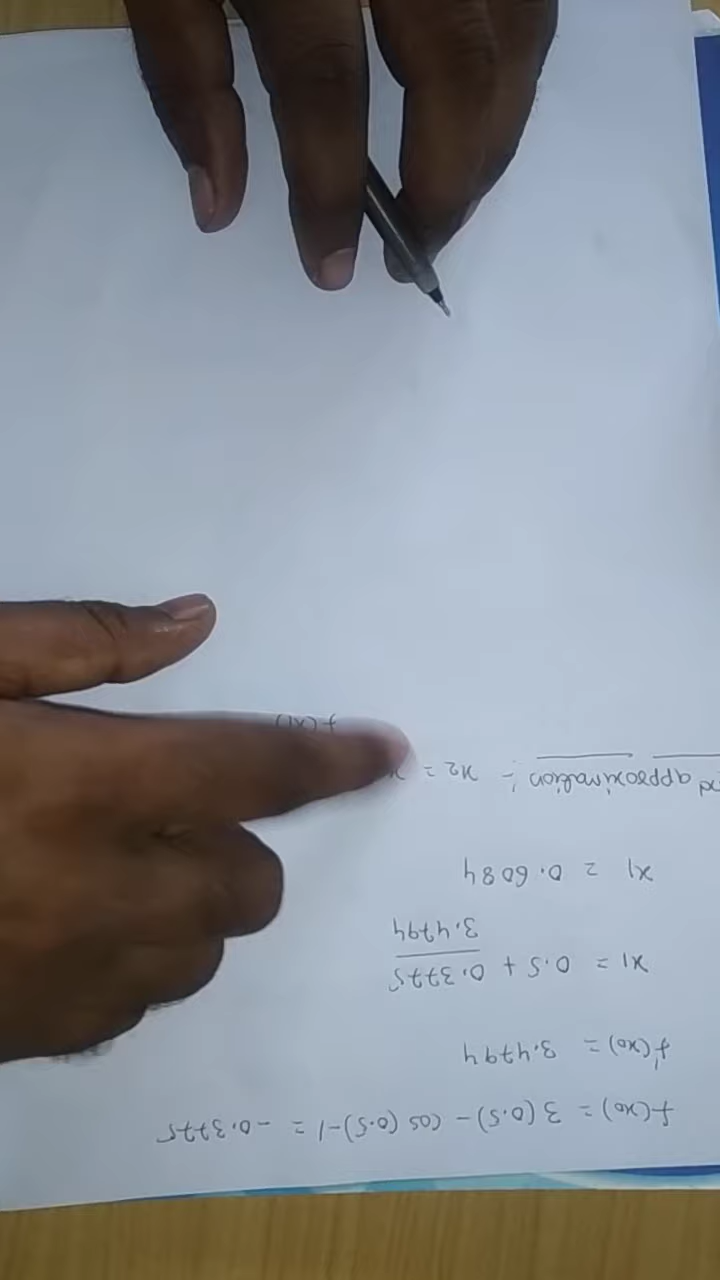 f(x0) = 3(0.5) - cos(0.5)-1 = -0.3775
f'(x0) = 3.4794
x1 = 0.5 + 0.3775
3.4794
x1 = 0.6084
approximation :- x2 =
f(x1)